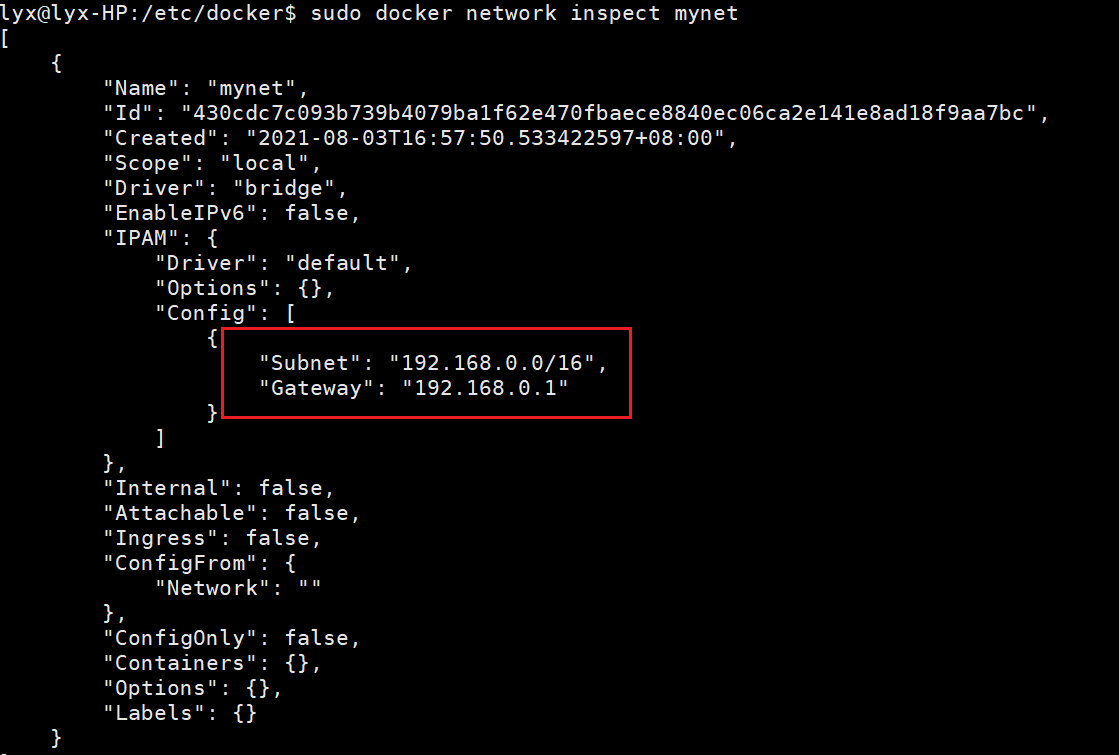 lyx@lyx-HP:/etc/docker$ sudo docker network inspect mynet
[
    {
        "Name": "mynet",
        "Id": "430cdc7c093b739b4079ba1f62e470fbaece8840ec06ca2e141e8ad18f9aa7bc",
        "Created": "2021-08-03T16:57:50.533422597+08:00",
        "Scope": "local",
        "Driver": "bridge",
        "EnableIPv6": false,
        "IPAM": {
            "Driver": "default",
            "Options": {},
            "Config": [
                {
                    "Subnet": "192.168.0.0/16",
                    "Gateway": "192.168.0.1"
                }
            ]
        },
        "Internal": false,
        "Attachable": false,
        "Ingress": false,
        "ConfigFrom": {
            "Network": ""
        },
        "ConfigOnly": false,
        "Containers": {},
        "Options": {},
        "Labels": {}
    }